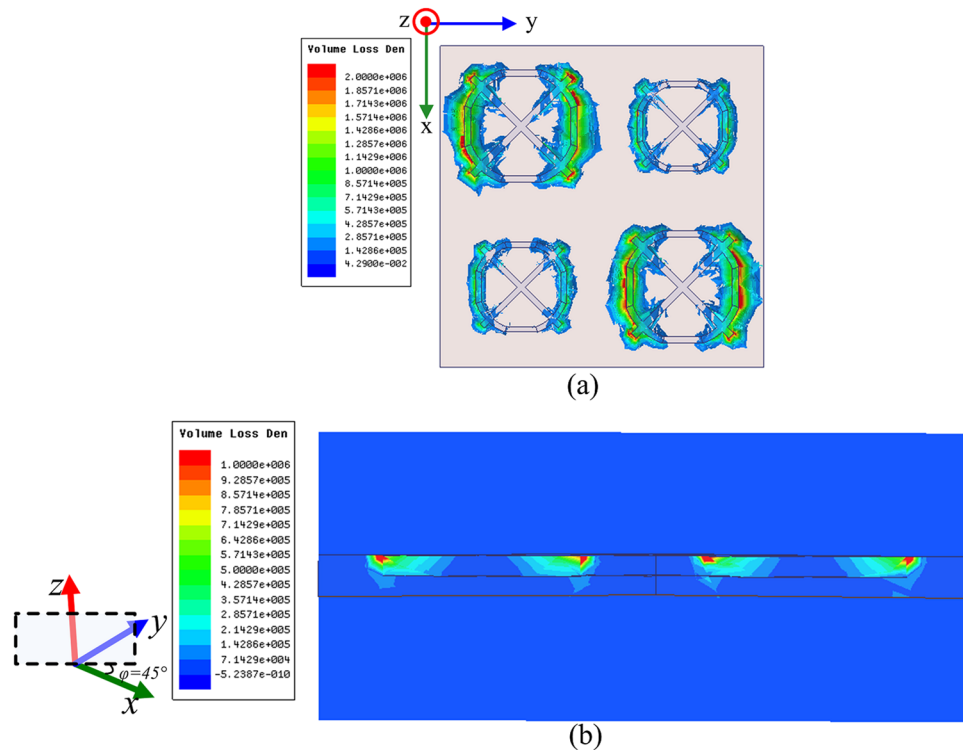 z
y
x
Volume Loss Den
2.0000e+006
1.8571e+006
1.7143e+006
1.5714e+006
1.4286e+006
1.2857e+006
1.1429e+006
1.0000e+006
8.5714e+005
7.1429e+005
5.7143e+005
4.2857e+005
2.8571e+005
1.4286e+005
4.2900e-002
(a)
Volume Loss Den
1.0000e+006
9.2857e+005
8.5714e+005
7.8571e+005
7.1429e+005
6.4286e+005
5.7143e+005
5.0000e+005
4.2857e+005
3.5714e+005
2.8571e+005
2.1429e+005
1.4286e+005
7.1429e+004
-5.2387e-010
z
y
φ=45°
x
(b)